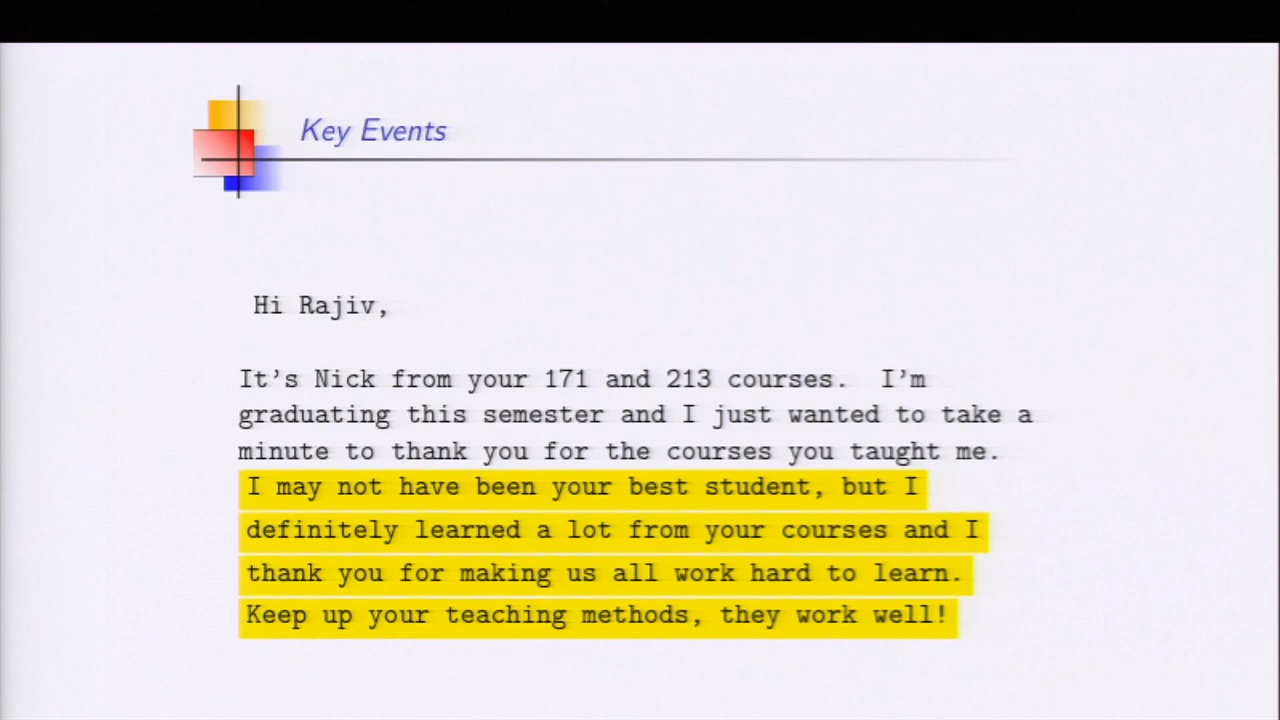 Key Events
Hi Rajiv,
It's Nick from your 171 and 213 courses. I'm
graduating this semester and I just wanted to take a
minute to thank you for the courses you taught me.
I may not have been your best student, but I
definitely learned a lot from your courses and I
thank you for making us all work hard to learn.
Keep up your teaching methods, they work well!